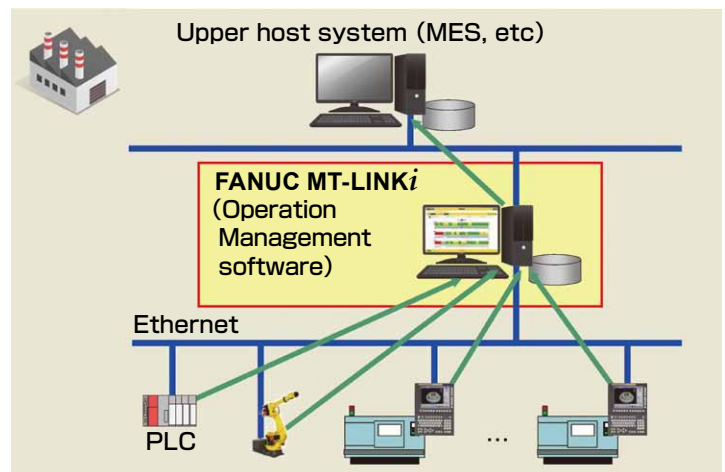 Upper host system (MES, etc)
FANUC MT-LINKi
(Operation
Management
software)
Ethernet
PLC
...